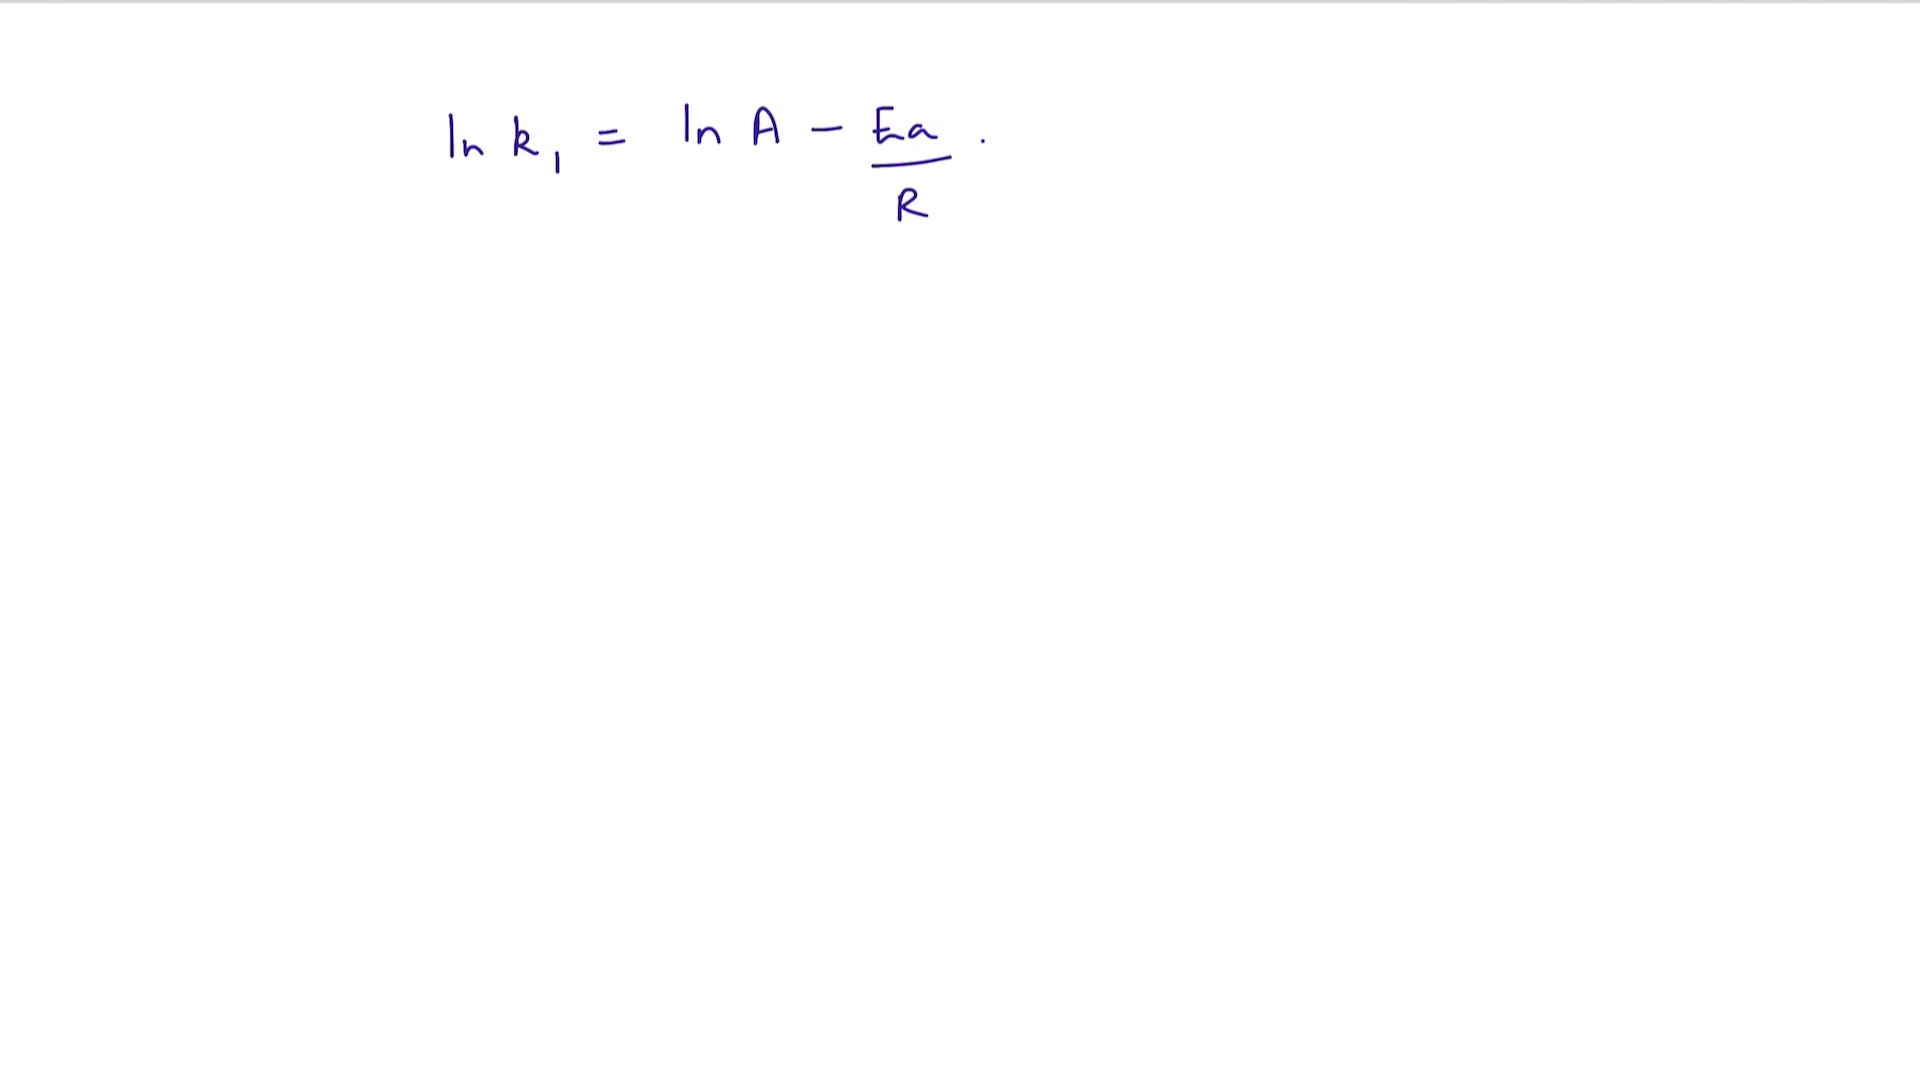 ln k₁ = ln A − Ea .
R